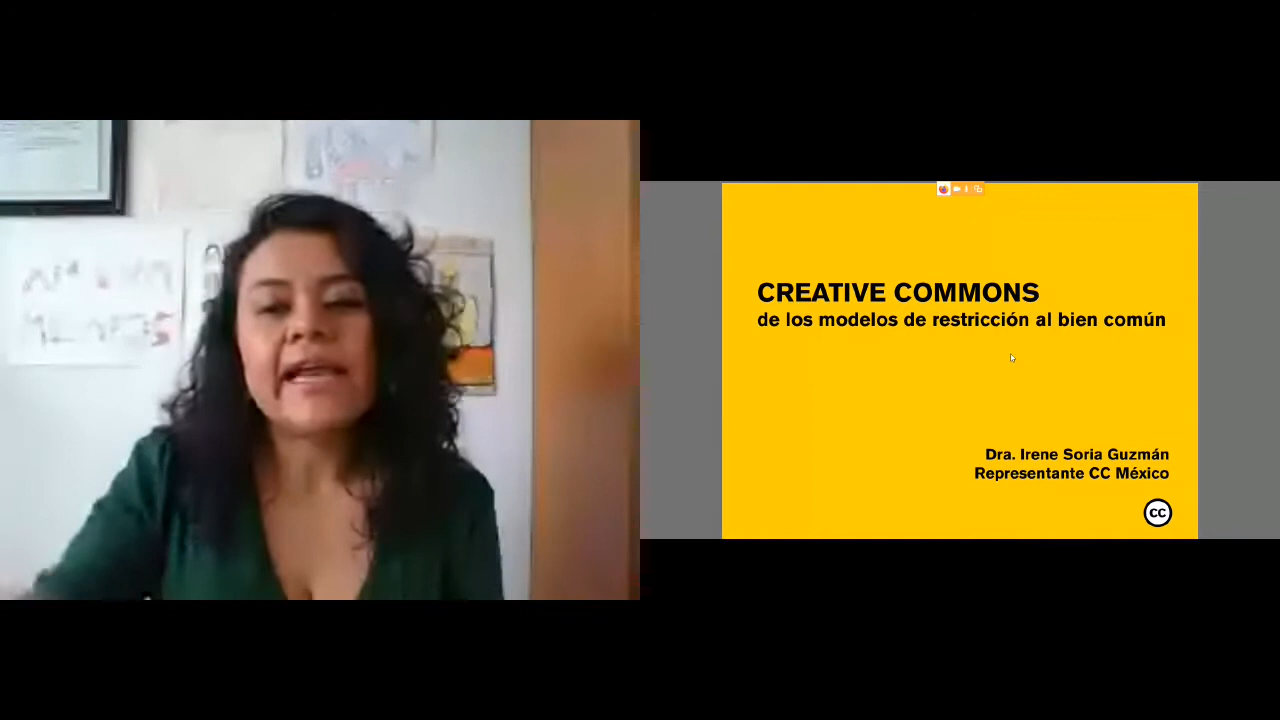 CREATIVE COMMONS
de los modelos de restricción al bien común
Dra. Irene Soria Guzmán
Representante CC México
CC